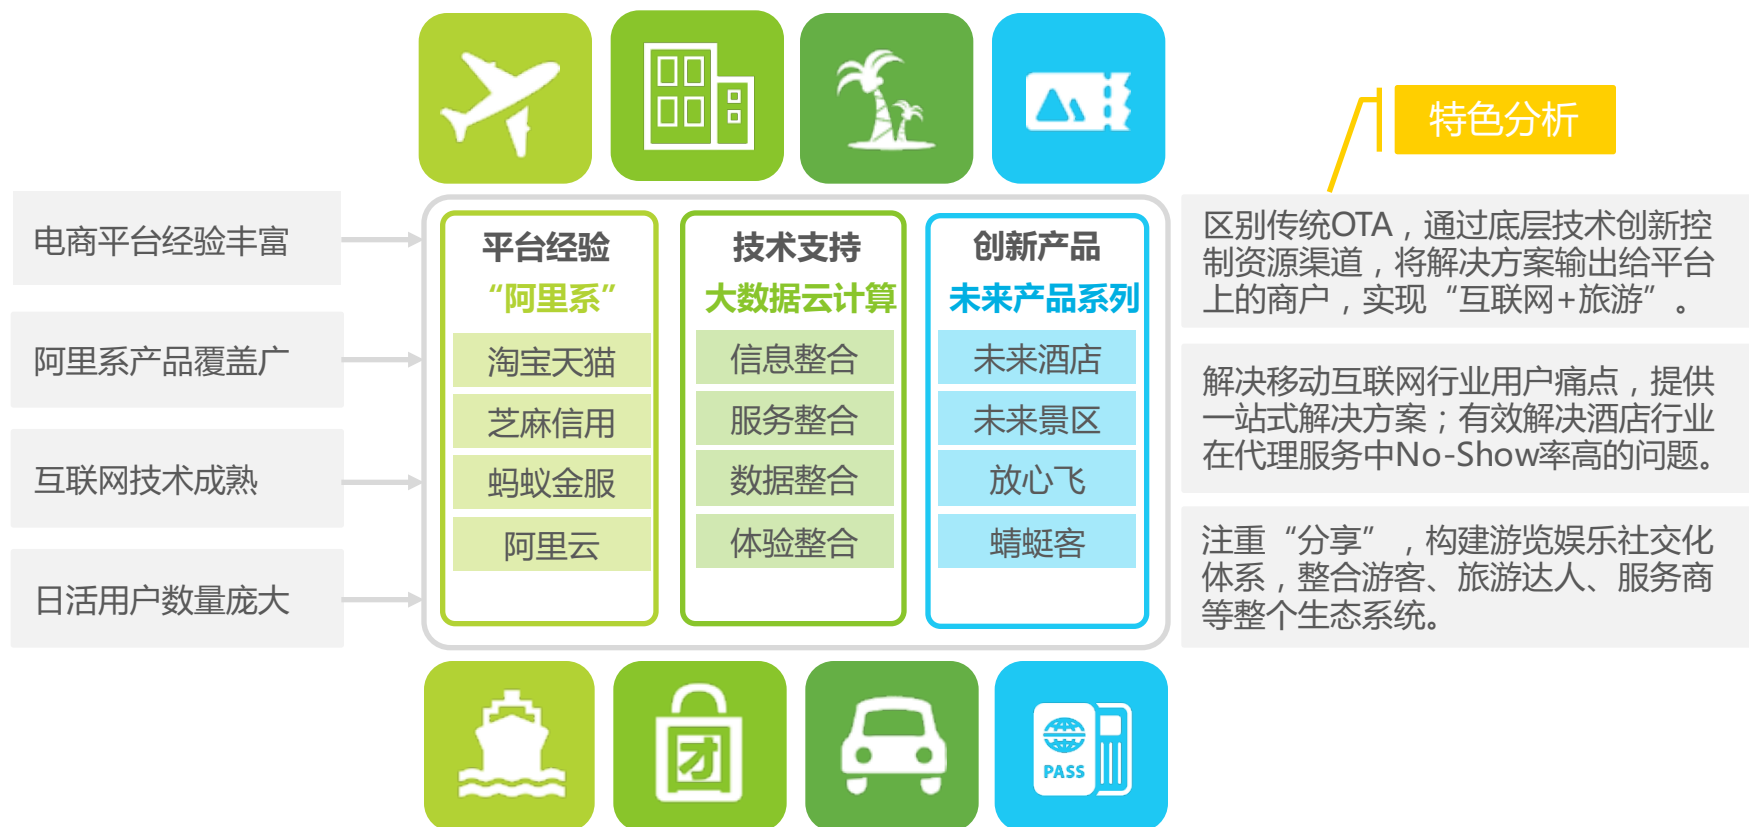 特色分析
电商平台经验丰富
阿里系产品覆盖广
互联网技术成熟
日活用户数量庞大
平台经验
“阿里系”
淘宝天猫
芝麻信用
蚂蚁金服
阿里云
技术支持
大数据云计算
信息整合
服务整合
数据整合
体验整合
创新产品
未来产品系列
未来酒店
未来景区
放心飞
蜻蜓客
区别传统OTA，通过底层技术创新控
制资源渠道，将解决方案输出给平台
上的商户，实现“互联网+旅游”。
解决移动互联网行业用户痛点，提供
一站式解决方案；有效解决酒店行业
在代理服务中No-Show率高的问题。
注重“分享”，构建游览娱乐社交化
体系，整合游客、旅游达人、服务商
等整个生态系统。
团
PASS